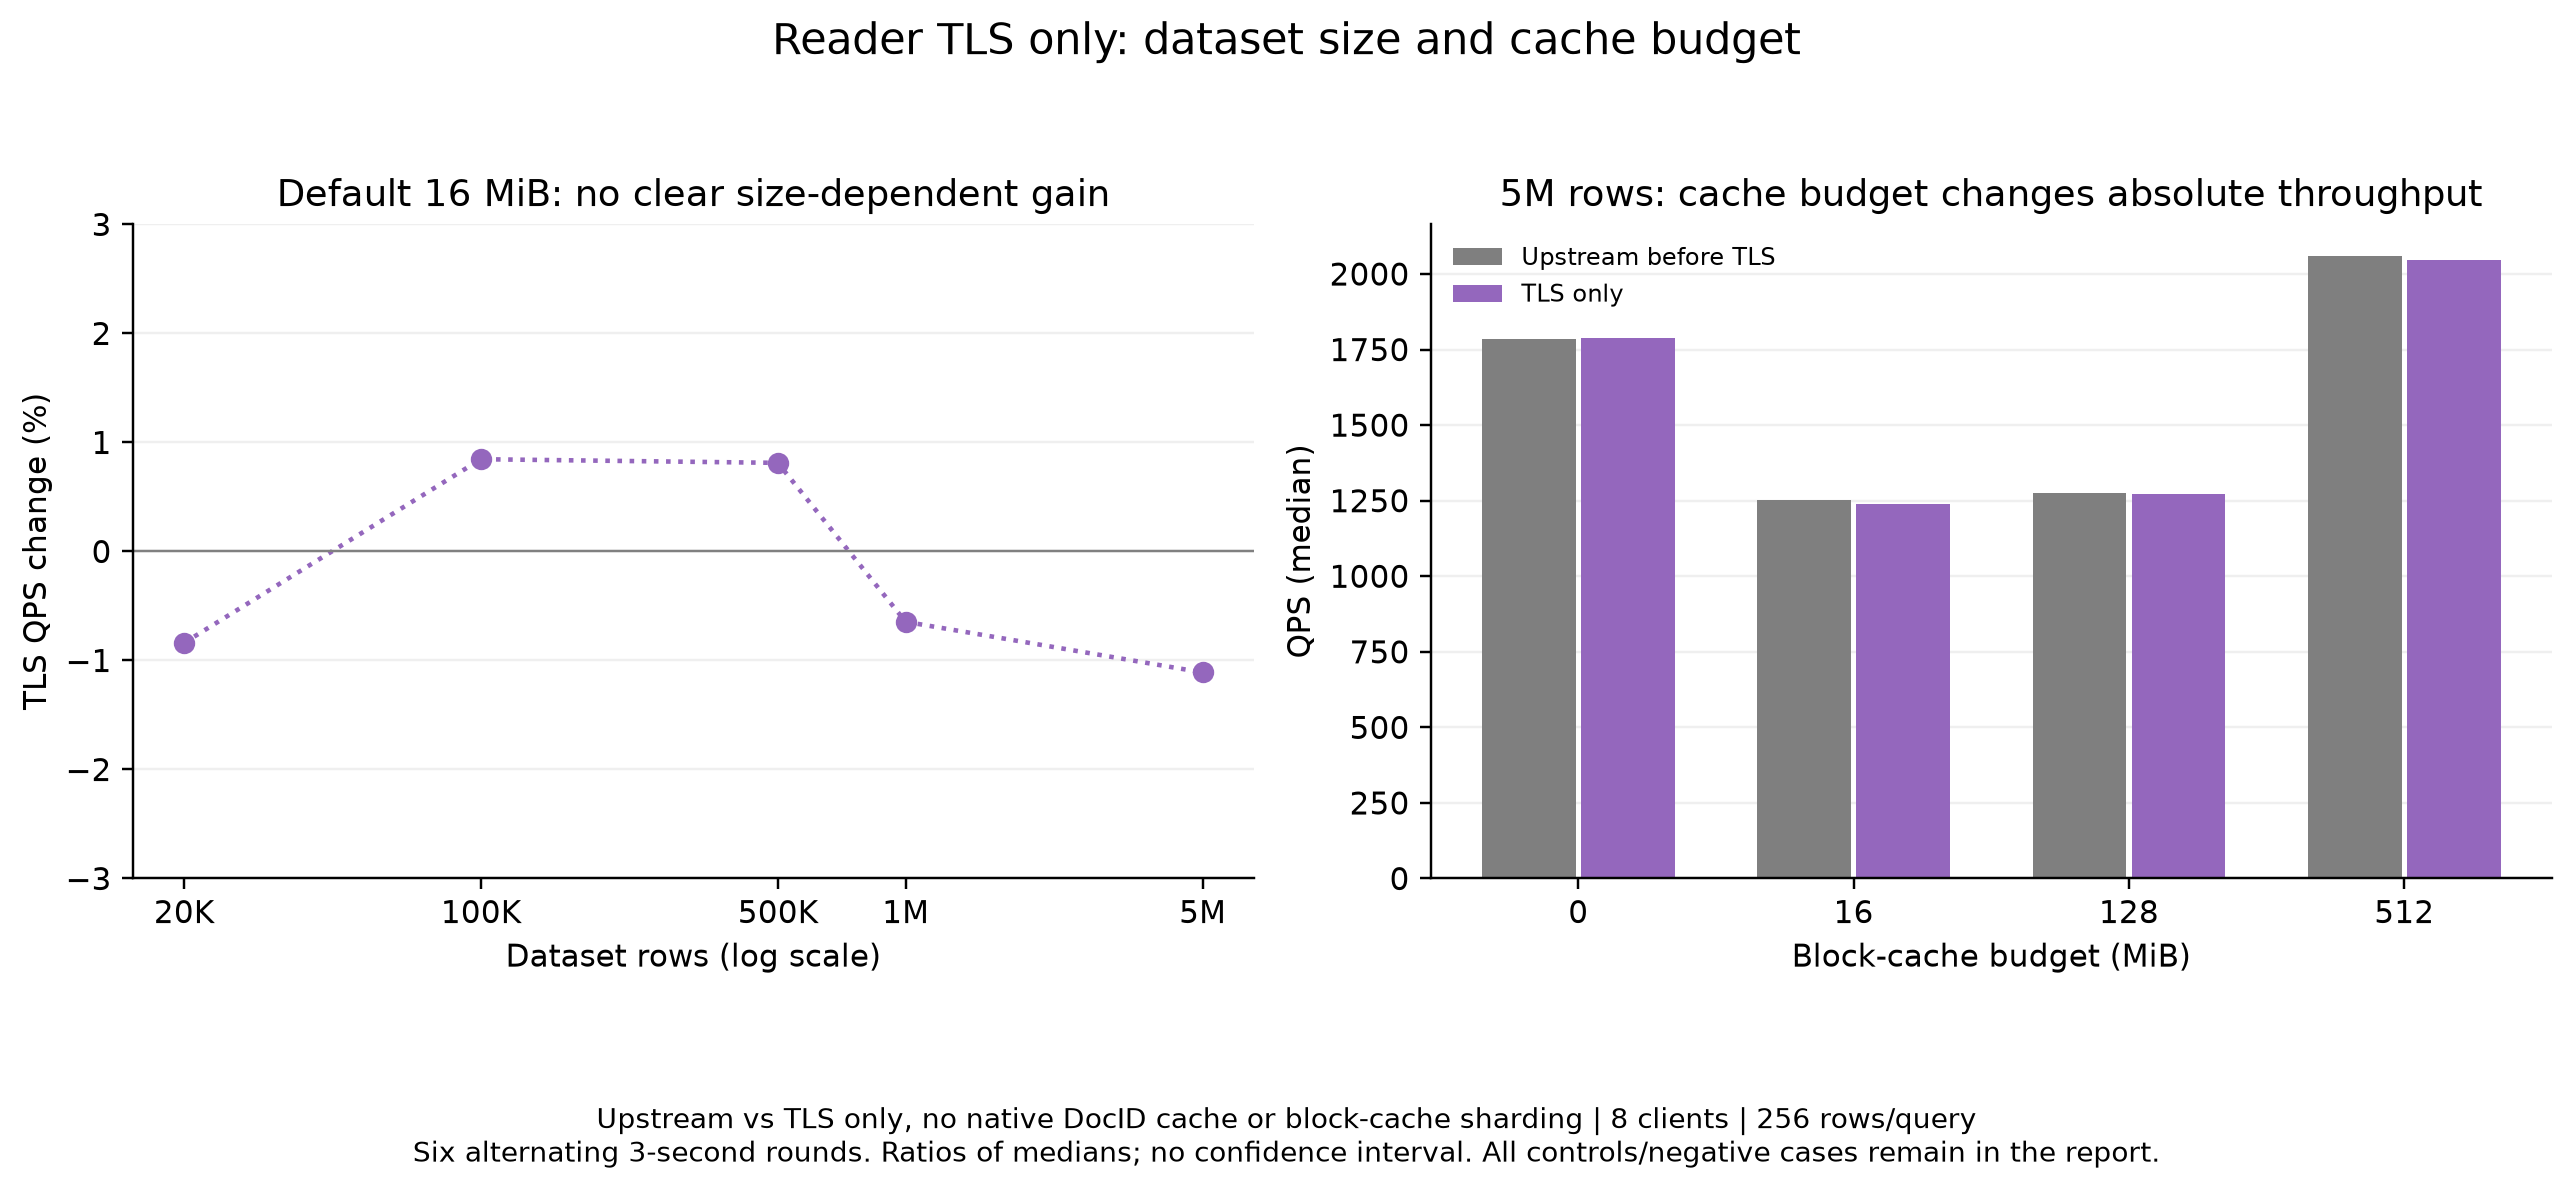 Reader TLS only: dataset size and cache budget
Default 16 MiB: no clear size-dependent gain
TLS QPS change (%)
3
2
1
0
−1
−2
−3
20K 100K 500K 1M 5M
Dataset rows (log scale)
5M rows: cache budget changes absolute throughput
Upstream before TLS
TLS only
QPS (median)
2000
1750
1500
1250
1000
750
500
250
0
0 16 128 512
Block-cache budget (MiB)
Upstream vs TLS only, no native DocID cache or block-cache sharding | 8 clients | 256 rows/query
Six alternating 3-second rounds. Ratios of medians; no confidence interval. All controls/negative cases remain in the report.